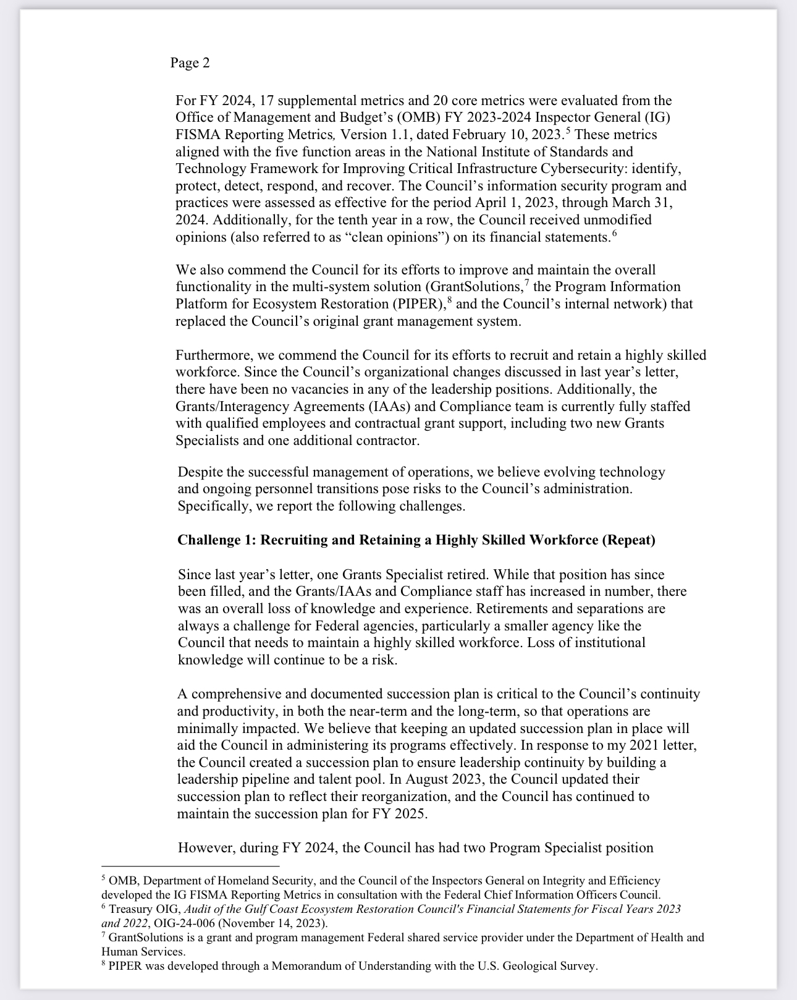 Page 2
For FY 2024, 17 supplemental metrics and 20 core metrics were evaluated from the
Office of Management and Budget’s (OMB) FY 2023-2024 Inspector General (IG)
FISMA Reporting Metrics, Version 1.1, dated February 10, 2023.⁵ These metrics
aligned with the five function areas in the National Institute of Standards and
Technology Framework for Improving Critical Infrastructure Cybersecurity: identify,
protect, detect, respond, and recover. The Council’s information security program and
practices were assessed as effective for the period April 1, 2023, through March 31,
2024. Additionally, for the tenth year in a row, the Council received unmodified
opinions (also referred to as “clean opinions”) on its financial statements.⁶
We also commend the Council for its efforts to improve and maintain the overall
functionality in the multi-system solution (GrantSolutions,⁷ the Program Information
Platform for Ecosystem Restoration (PIPER),⁸ and the Council’s internal network) that
replaced the Council’s original grant management system.
Furthermore, we commend the Council for its efforts to recruit and retain a highly skilled
workforce. Since the Council’s organizational changes discussed in last year’s letter,
there have been no vacancies in any of the leadership positions. Additionally, the
Grants/Interagency Agreements (IAAs) and Compliance team is currently fully staffed
with qualified employees and contractual grant support, including two new Grants
Specialists and one additional contractor.
Despite the successful management of operations, we believe evolving technology
and ongoing personnel transitions pose risks to the Council’s administration.
Specifically, we report the following challenges.
Challenge 1: Recruiting and Retaining a Highly Skilled Workforce (Repeat)
Since last year’s letter, one Grants Specialist retired. While that position has since
been filled, and the Grants/IAAs and Compliance staff has increased in number, there
was an overall loss of knowledge and experience. Retirements and separations are
always a challenge for Federal agencies, particularly a smaller agency like the
Council that needs to maintain a highly skilled workforce. Loss of institutional
knowledge will continue to be a risk.
A comprehensive and documented succession plan is critical to the Council’s continuity
and productivity, in both the near-term and the long-term, so that operations are
minimally impacted. We believe that keeping an updated succession plan in place will
aid the Council in administering its programs effectively. In response to my 2021 letter,
the Council created a succession plan to ensure leadership continuity by building a
leadership pipeline and talent pool. In August 2023, the Council updated their
succession plan to reflect their reorganization, and the Council has continued to
maintain the succession plan for FY 2025.
However, during FY 2024, the Council has had two Program Specialist position
⁵ OMB, Department of Homeland Security, and the Council of the Inspectors General on Integrity and Efficiency
developed the IG FISMA Reporting Metrics in consultation with the Federal Chief Information Officers Council.
⁶ Treasury OIG, Audit of the Gulf Coast Ecosystem Restoration Council's Financial Statements for Fiscal Years 2023
and 2022, OIG-24-006 (November 14, 2023).
⁷ GrantSolutions is a grant and program management Federal shared service provider under the Department of Health and
Human Services.
⁸ PIPER was developed through a Memorandum of Understanding with the U.S. Geological Survey.